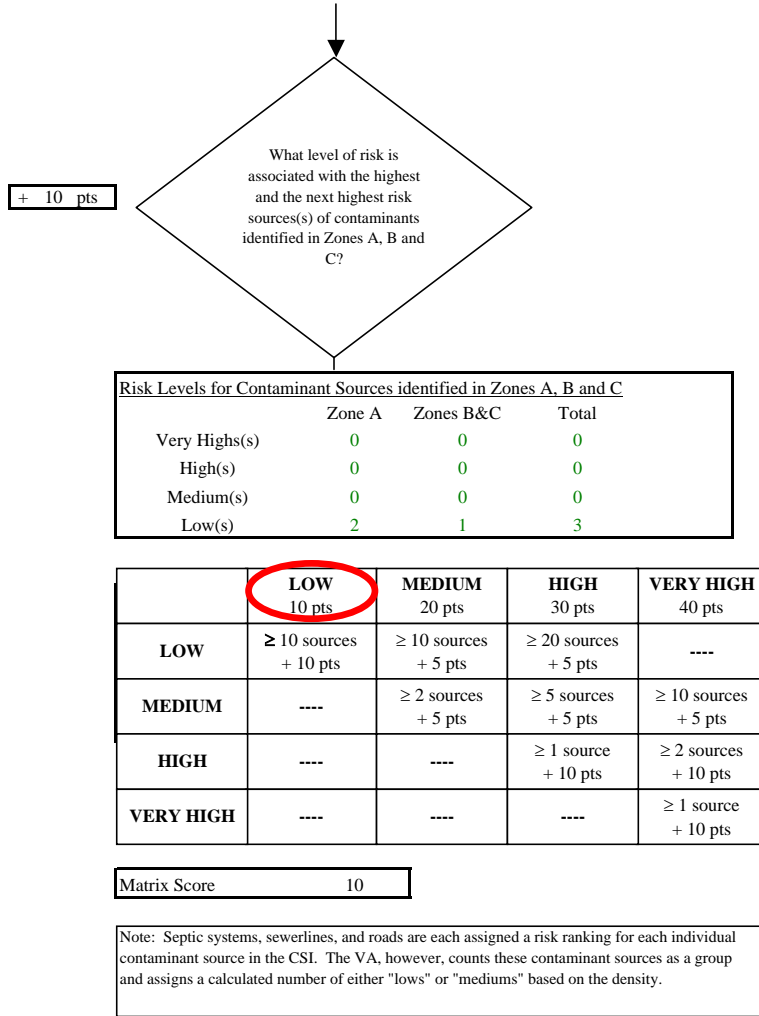 What level of risk is
associated with the highest
and the next highest risk
sources(s) of contaminants
identified in Zones A, B and
C?
+ 10 pts
Risk Levels for Contaminant Sources identified in Zones A, B and C
Zone A Zones B&C Total
Very Highs(s) 0 0 0
High(s) 0 0 0
Medium(s) 0 0 0
Low(s) 2 1 3
LOW MEDIUM HIGH VERY HIGH
10 pts 20 pts 30 pts 40 pts
LOW ≥ 10 sources ≥ 10 sources ≥ 20 sources ----
+ 10 pts + 5 pts + 5 pts
MEDIUM ---- ≥ 2 sources ≥ 5 sources ≥ 10 sources
+ 5 pts + 5 pts + 5 pts
HIGH ---- ---- ≥ 1 source ≥ 2 sources
+ 10 pts + 10 pts
VERY HIGH ---- ---- ---- ≥ 1 source
+ 10 pts
Matrix Score 10
Note: Septic systems, sewerlines, and roads are each assigned a risk ranking for each individual
contaminant source in the CSI. The VA, however, counts these contaminant sources as a group
and assigns a calculated number of either "lows" or "mediums" based on the density.